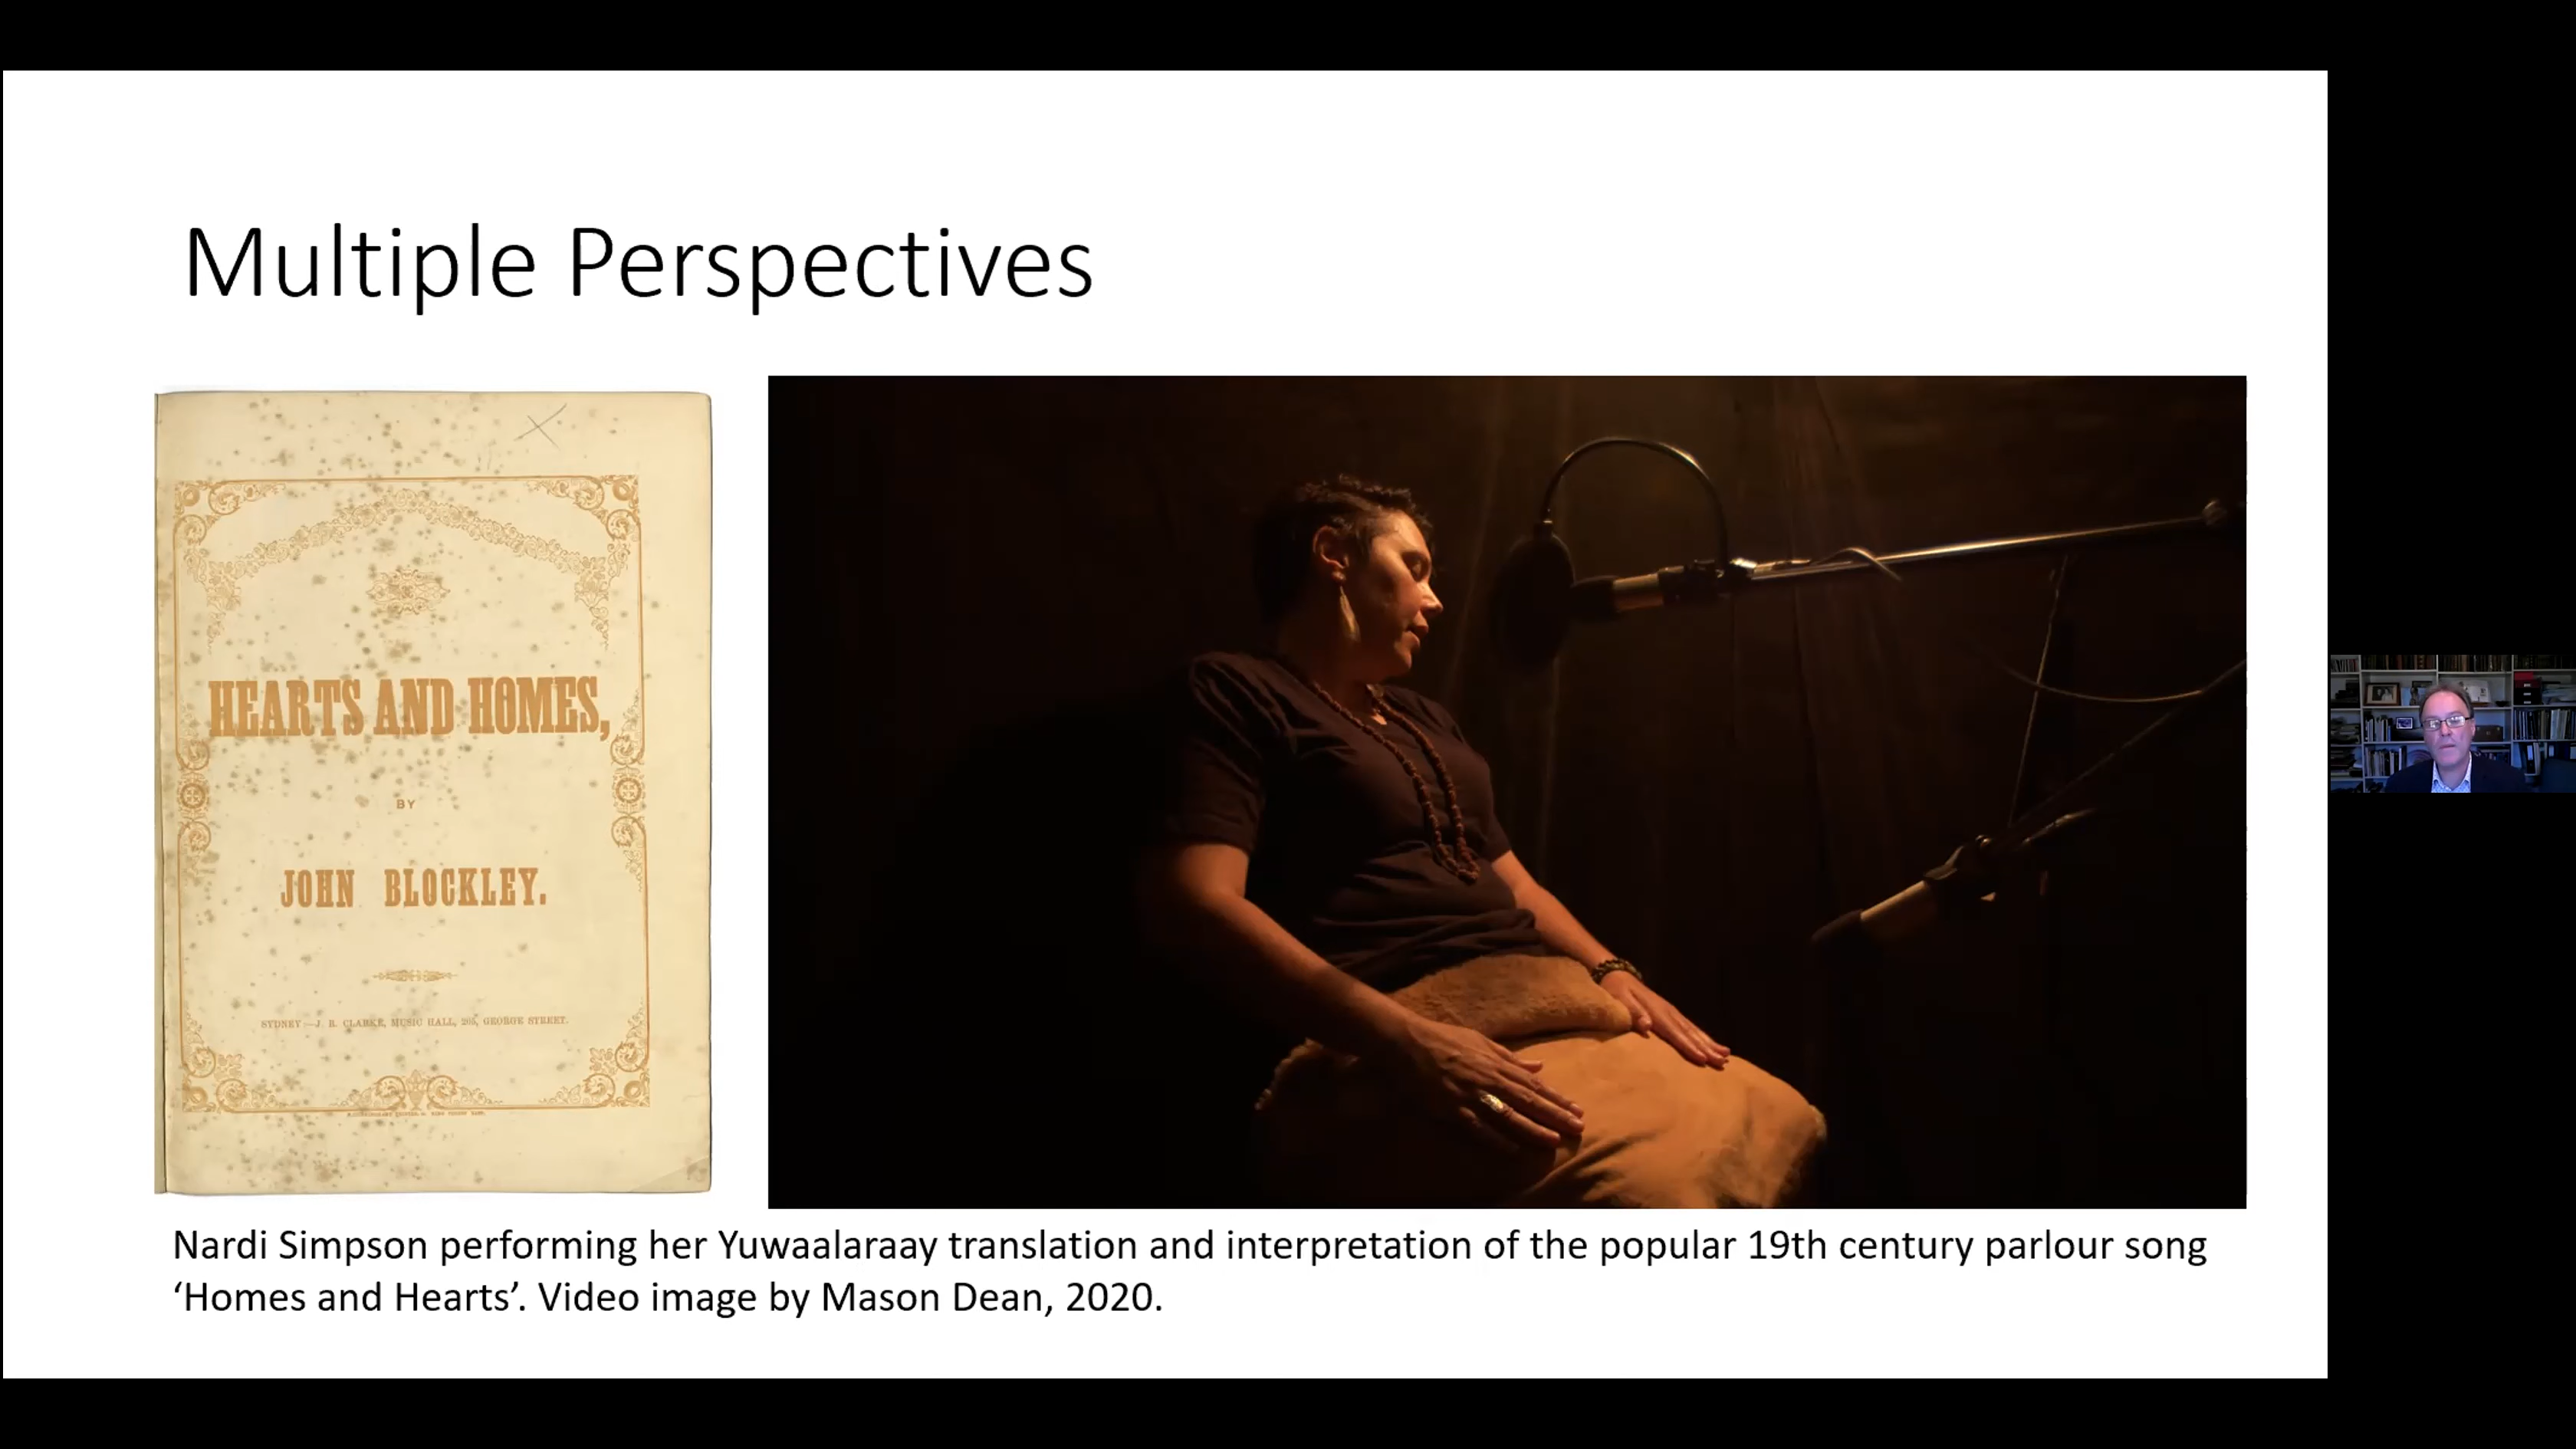 Multiple Perspectives
HEARTS AND HOMES,
BY
JOHN BLOCKLEY.
SYDNEY—J. R. CLARKE, MUSIC HALL, 205, GEORGE STREET.
Nardi Simpson performing her Yuwaalaraay translation and interpretation of the popular 19th century parlour song
‘Homes and Hearts’. Video image by Mason Dean, 2020.